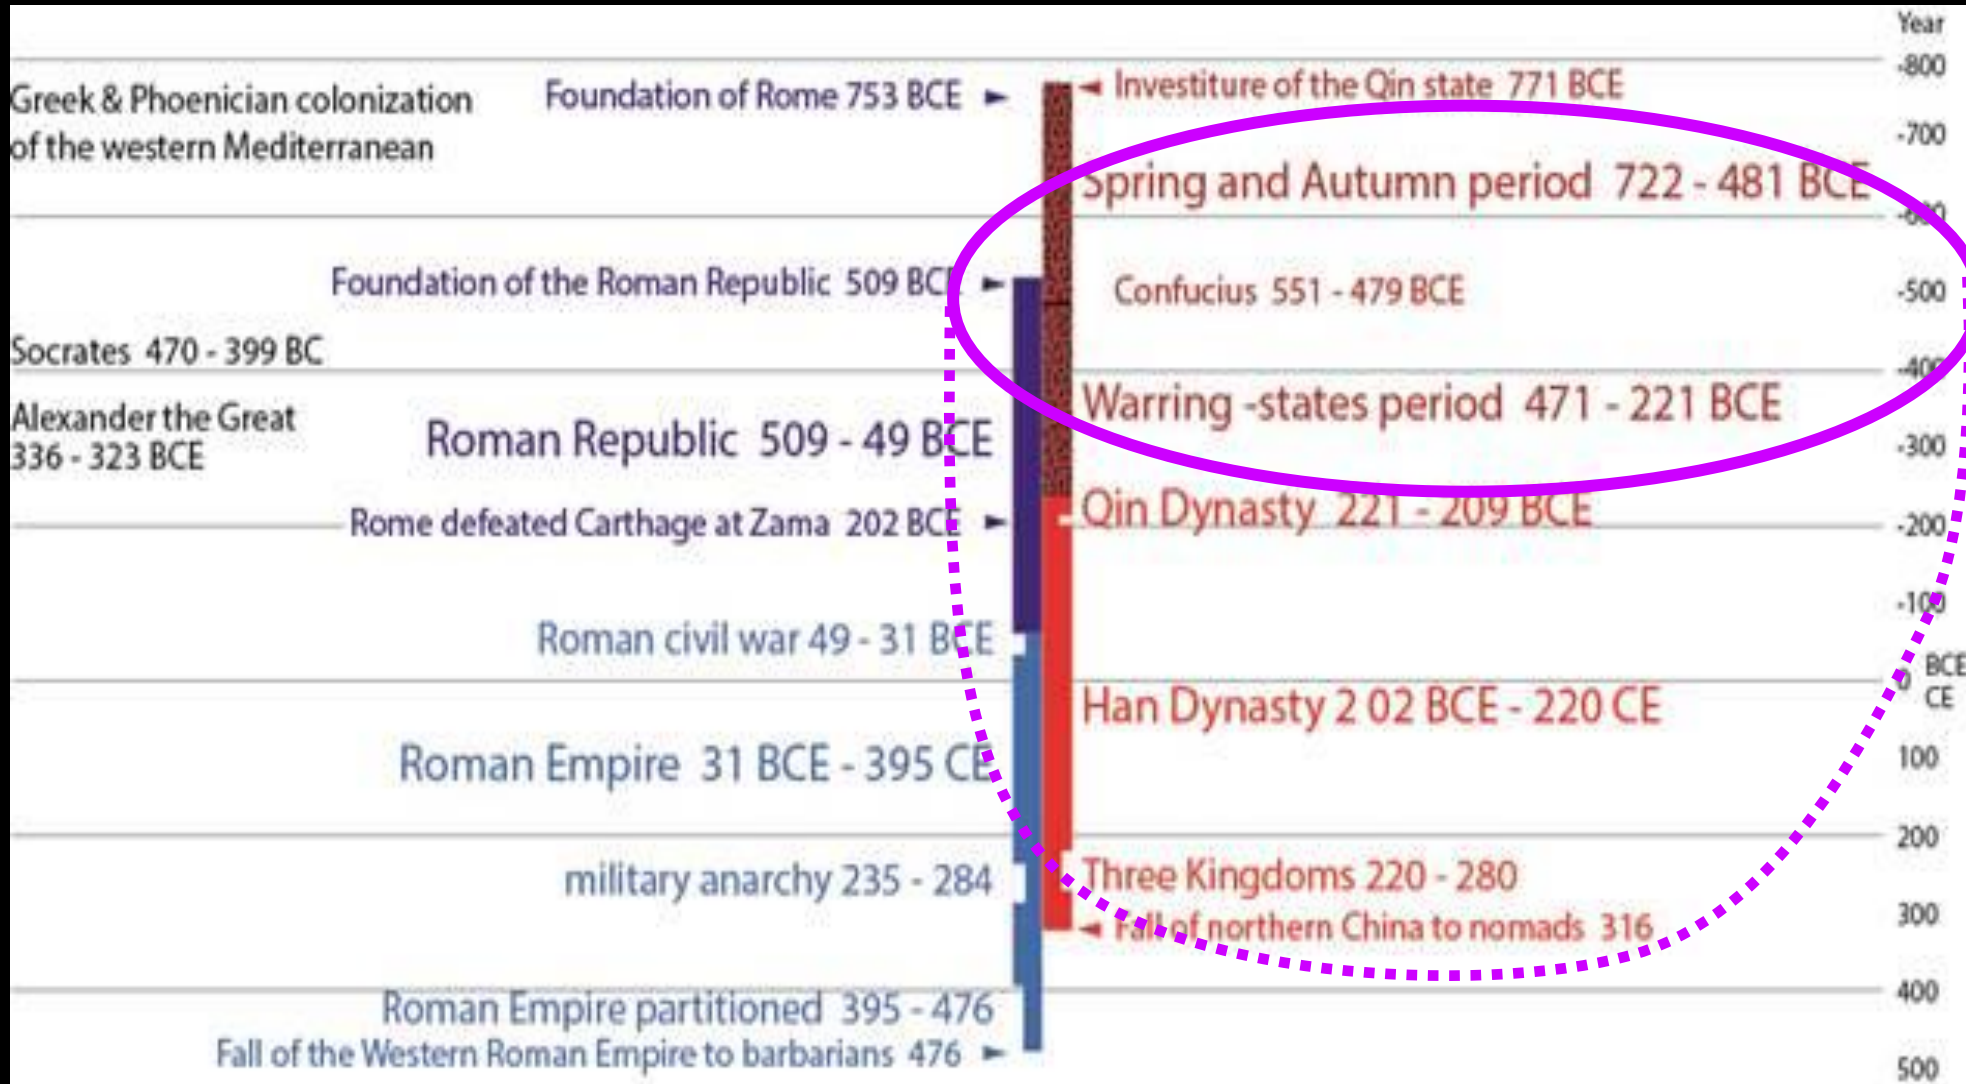 Year
-800
Greek & Phoenician colonization
of the western Mediterranean
Foundation of Rome 753 BCE
Investiture of the Qin state 771 BCE
-700
Spring and Autumn period 722 - 481 BCE
-600
Foundation of the Roman Republic 509 BCE
Confucius 551 - 479 BCE
-500
Socrates 470 - 399 BC
-400
Alexander the Great
336 - 323 BCE
Roman Republic 509 - 49 BCE
Warring -states period 471 - 221 BCE
-300
Rome defeated Carthage at Zama 202 BCE
Qin Dynasty 221 - 209 BCE
-200
-100
Roman civil war 49 - 31 BCE
BCE
0
CE
Han Dynasty 2 02 BCE - 220 CE
Roman Empire 31 BCE - 395 CE
100
200
military anarchy 235 - 284
Three Kingdoms 220 - 280
300
Fall of northern China to nomads 316
400
Roman Empire partitioned 395 - 476
Fall of the Western Roman Empire to barbarians 476
500